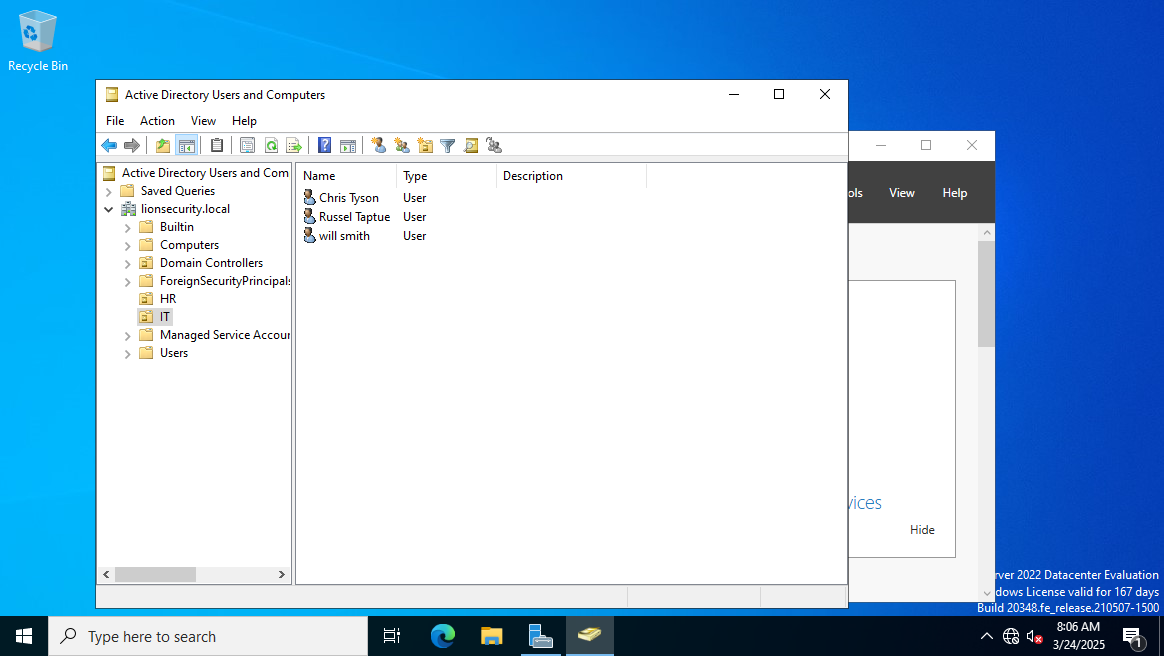 Recycle Bin
Active Directory Users and Computers
File Action View Help
Active Directory Users and Com
Saved Queries
lionsecurity.local
Builtin
Computers
Domain Controllers
ForeignSecurityPrincipals
HR
IT
Managed Service Accour
Users
Name Type Description
Chris Tyson User
Russel Taptue User
will smith User
ols View Help
vices
Hide
rver 2022 Datacenter Evaluation
dows License valid for 167 days
Build 20348.fe_release.210507-1500
Type here to search
8:06 AM
3/24/2025
1